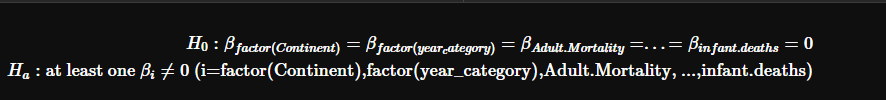 H₀ : β_factor(Continent) = β_factor(year_category) = β_Adult.Mortality =...= β_infant.deaths = 0
Hₐ : at least one βᵢ ≠ 0 (i=factor(Continent),factor(year_category),Adult.Mortality, ...,infant.deaths)